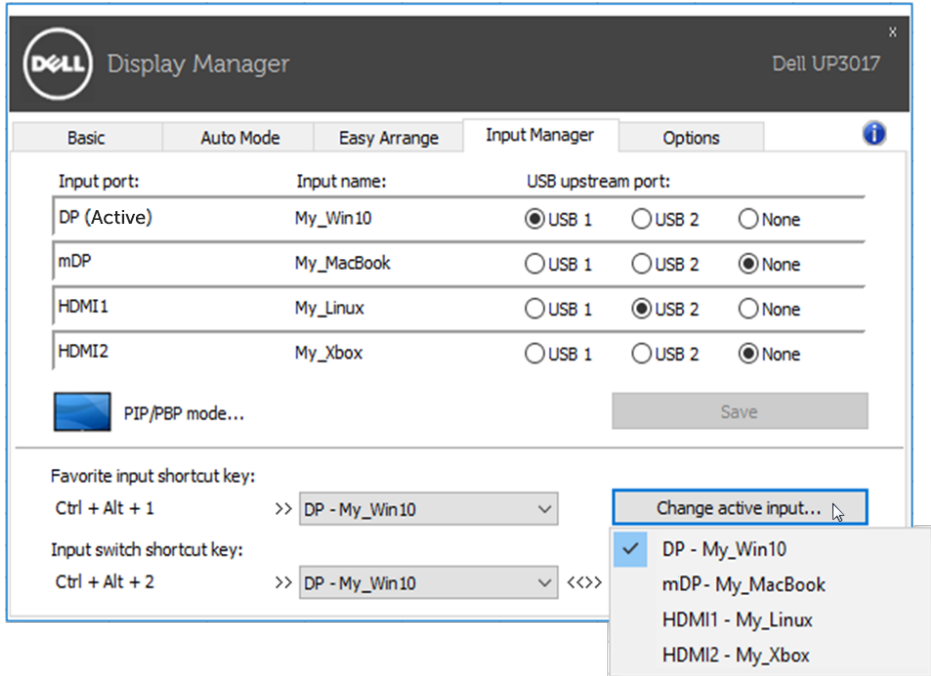 x
DELL Display Manager Dell UP3017
Basic Auto Mode Easy Arrange Input Manager Options i
Input port: Input name: USB upstream port:
DP (Active) My_Win10 USB 1 USB 2 None
mDP My_MacBook USB 1 USB 2 None
HDMI1 My_Linux USB 1 USB 2 None
HDMI2 My_Xbox USB 1 USB 2 None
PIP/PBP mode... Save
Favorite input shortcut key:
Ctrl + Alt + 1 >> DP - My_Win10 Change active input...
Input switch shortcut key:
Ctrl + Alt + 2 >> DP - My_Win10 <<>>
DP - My_Win10
mDP- My_MacBook
HDMI1 - My_Linux
HDMI2 - My_Xbox